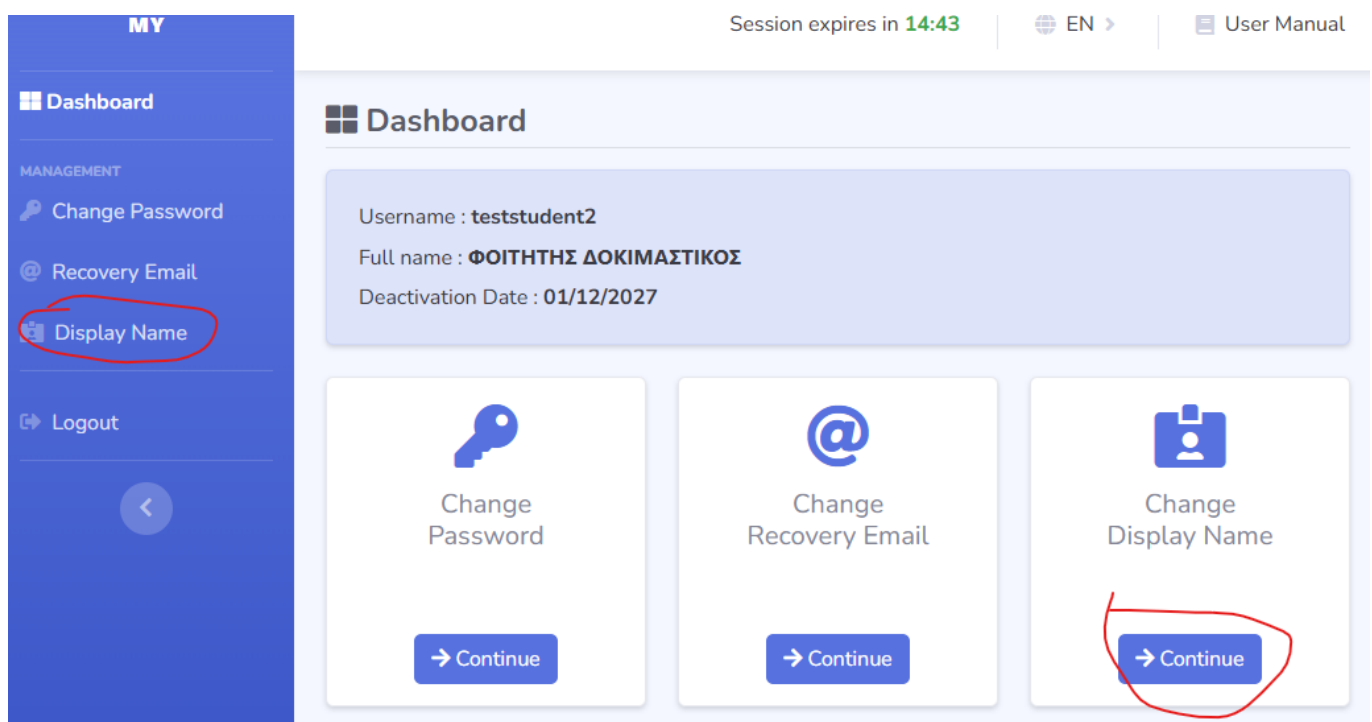 MY
Session expires in 14:43
EN
User Manual
Dashboard
MANAGEMENT
Change Password
Recovery Email
Display Name
Logout
Dashboard
Username : teststudent2
Full name : ΦΟΙΤΗΤΗΣ ΔΟΚΙΜΑΣΤΙΚΟΣ
Deactivation Date : 01/12/2027
Change
Password
Continue
Change
Recovery Email
Continue
Change
Display Name
Continue